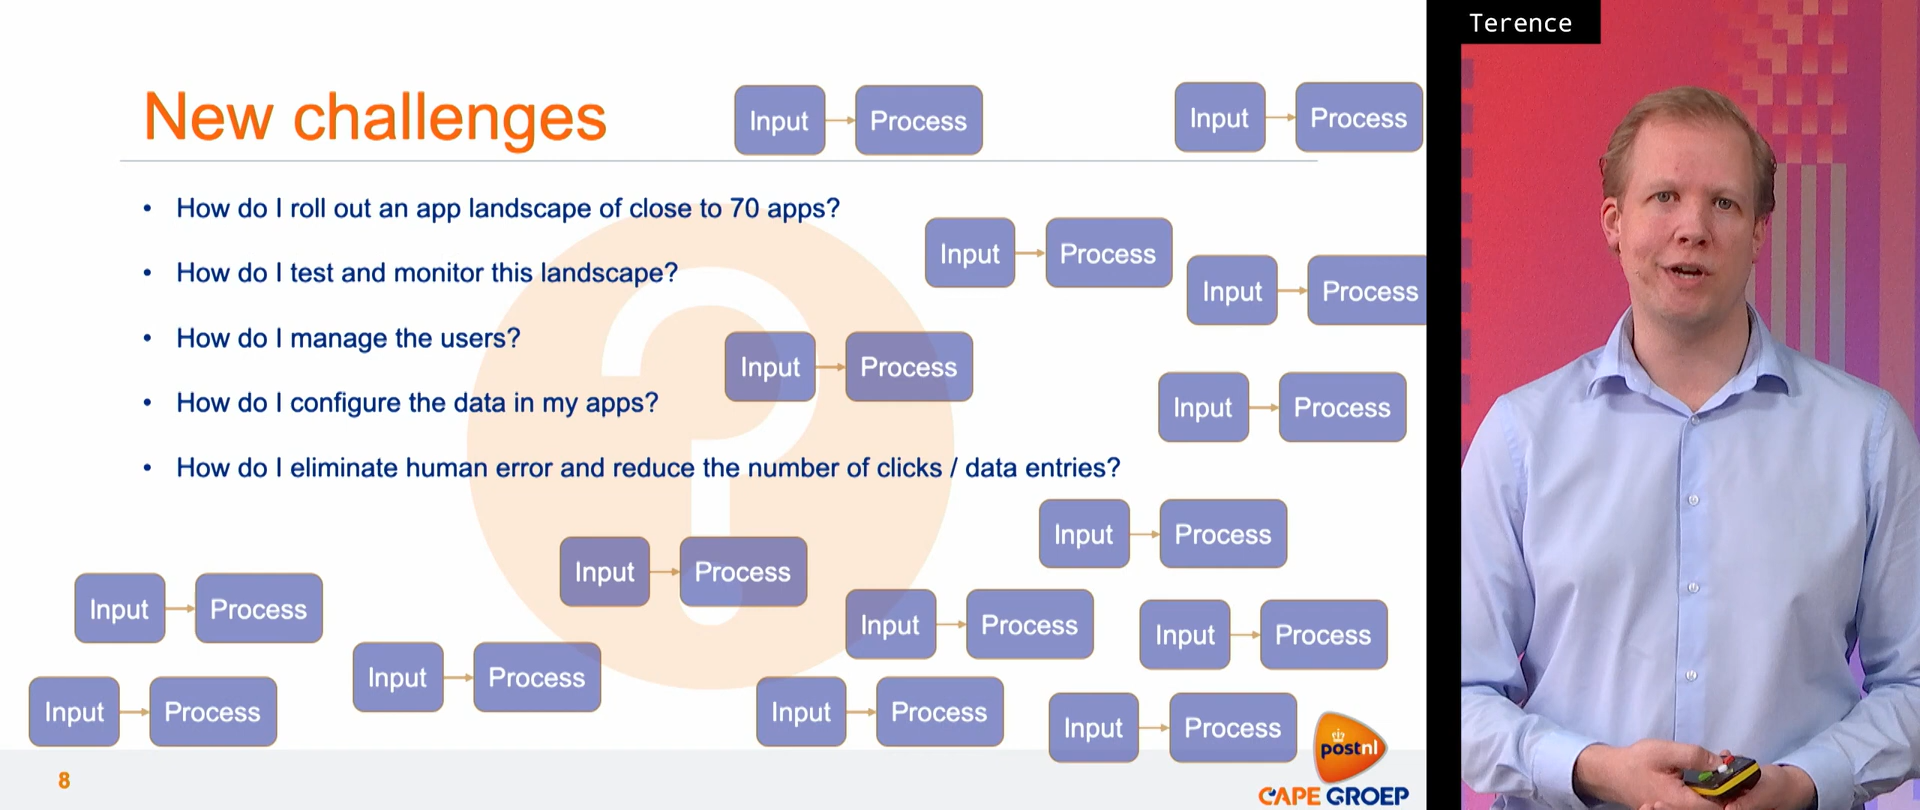 Terence
New challenges
Input Process
Input Process
• How do I roll out an app landscape of close to 70 apps?
Input Process
• How do I test and monitor this landscape?
Input Process
• How do I manage the users?
Input Process
• How do I configure the data in my apps?
Input Process
• How do I eliminate human error and reduce the number of clicks / data entries?
Input Process
Input Process
Input Process
Input Process
Input Process
Input Process
Input Process
Input Process
Input Process
postnl
8
CAPE GROEP